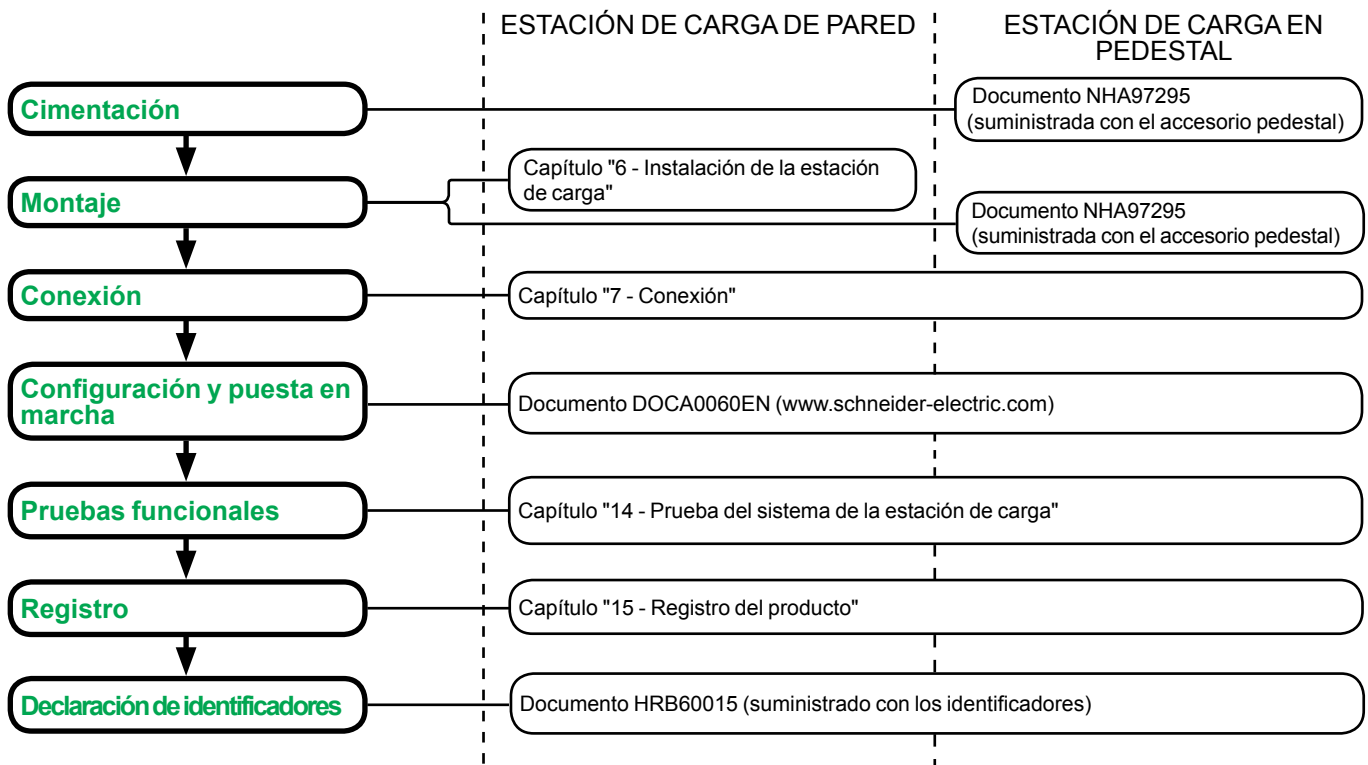 ESTACIÓN DE CARGA DE PARED
ESTACIÓN DE CARGA EN
PEDESTAL
Cimentación
Documento NHA97295
(suministrada con el accesorio pedestal)
Montaje
Capítulo "6 - Instalación de la estación
de carga"
Documento NHA97295
(suministrada con el accesorio pedestal)
Conexión
Capítulo "7 - Conexión"
Configuración y puesta en
marcha
Documento DOCA0060EN (www.schneider-electric.com)
Pruebas funcionales
Capítulo "14 - Prueba del sistema de la estación de carga"
Registro
Capítulo "15 - Registro del producto"
Declaración de identificadores
Documento HRB60015 (suministrado con los identificadores)